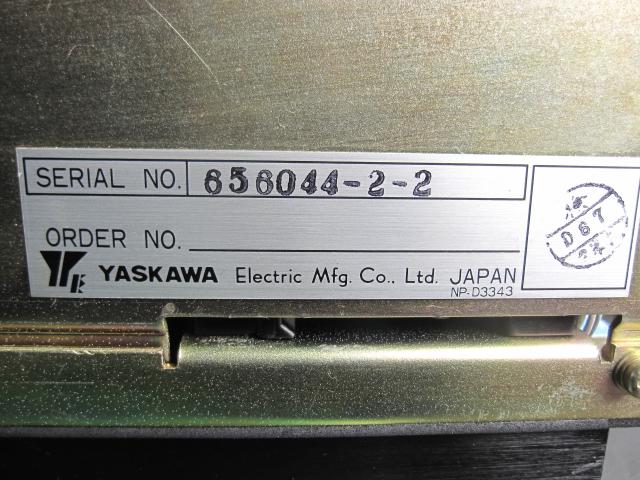 SERIAL NO. 656044-2-2
ORDER NO.
YASKAWA Electric Mfg. Co., Ltd. JAPAN
NP-D3343
D67